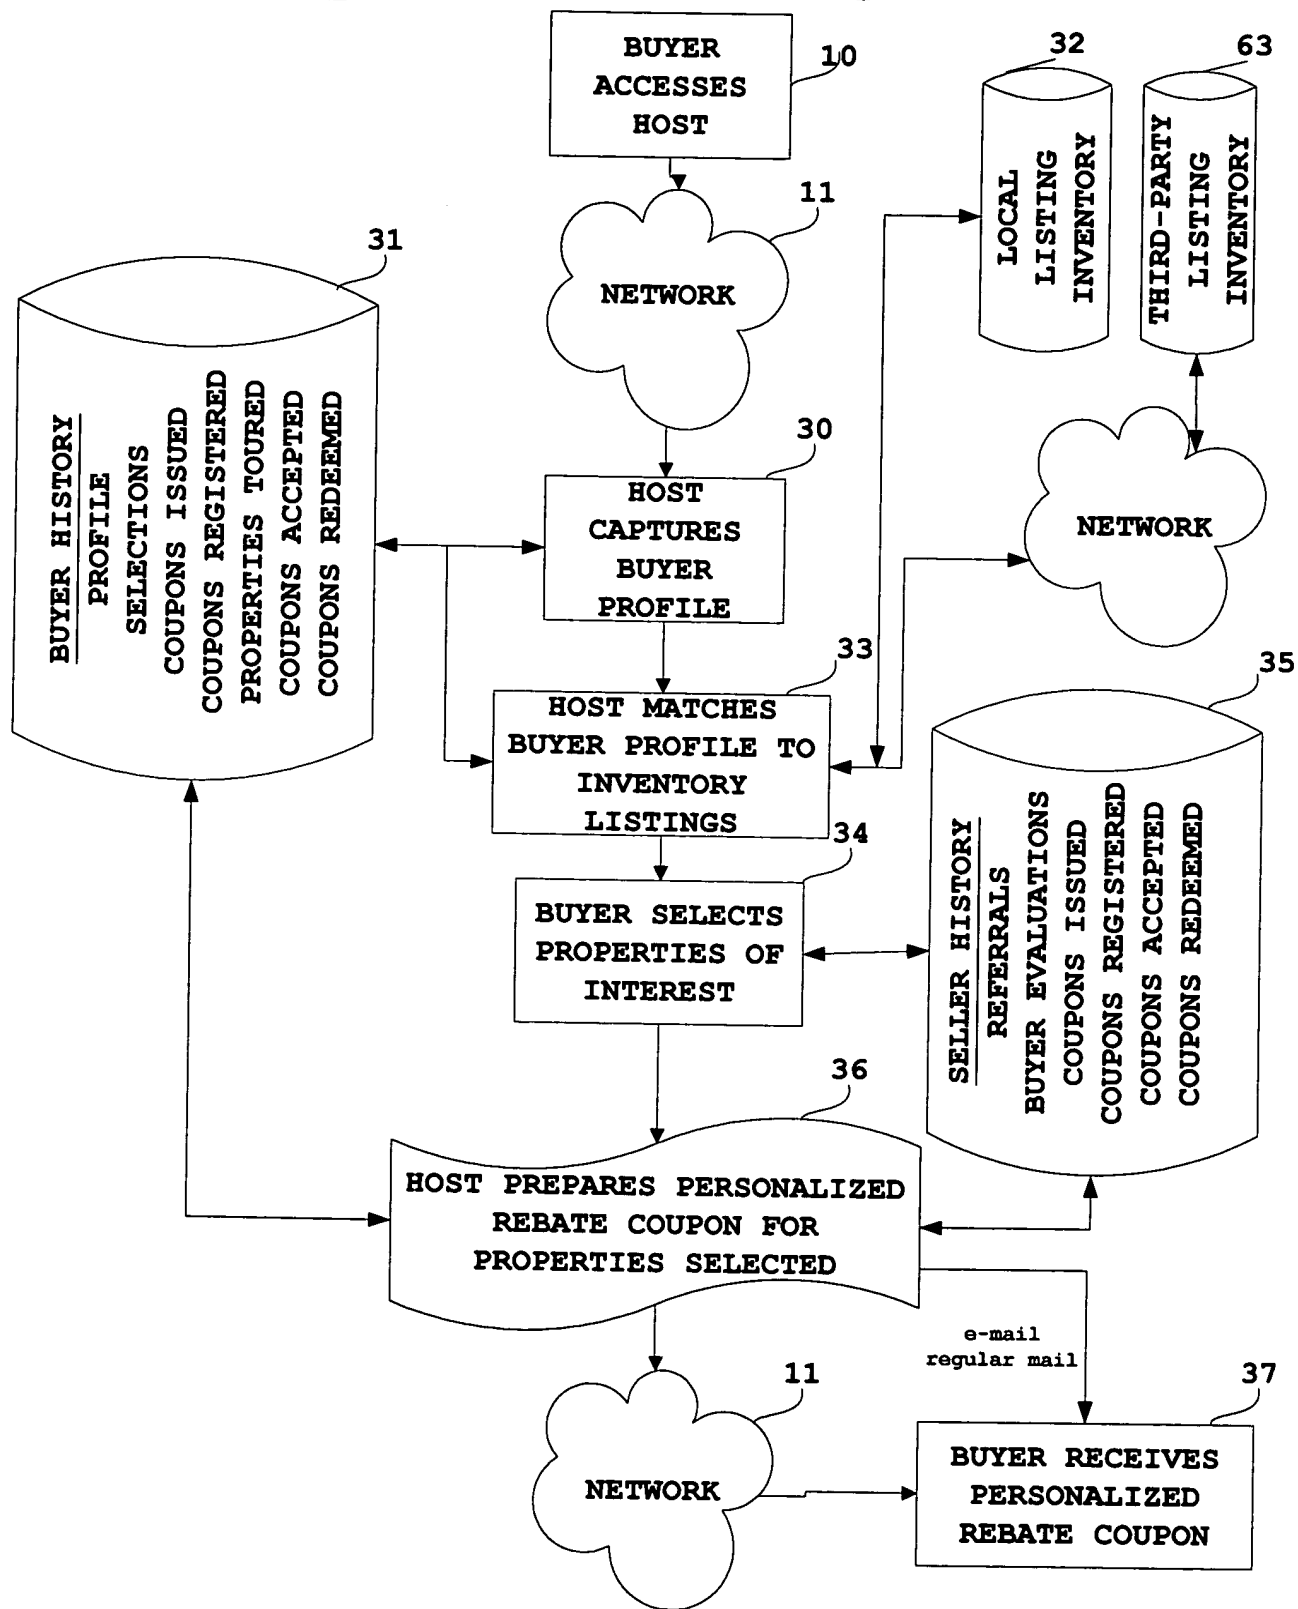 BUYER
ACCESSES
HOST
10
32
63
LOCAL
LISTING
INVENTORY
THIRD-PARTY
LISTING
INVENTORY
11
NETWORK
31
BUYER HISTORY
PROFILE
SELECTIONS
COUPONS ISSUED
COUPONS REGISTERED
PROPERTIES TOURED
COUPONS ACCEPTED
COUPONS REDEEMED
30
HOST
CAPTURES
BUYER
PROFILE
NETWORK
33
HOST MATCHES
BUYER PROFILE TO
INVENTORY
LISTINGS
35
SELLER HISTORY
REFERRALS
BUYER EVALUATIONS
COUPONS ISSUED
COUPONS REGISTERED
COUPONS ACCEPTED
COUPONS REDEEMED
34
BUYER SELECTS
PROPERTIES OF
INTEREST
36
HOST PREPARES PERSONALIZED
REBATE COUPON FOR
PROPERTIES SELECTED
e-mail
regular mail
11
NETWORK
37
BUYER RECEIVES
PERSONALIZED
REBATE COUPON